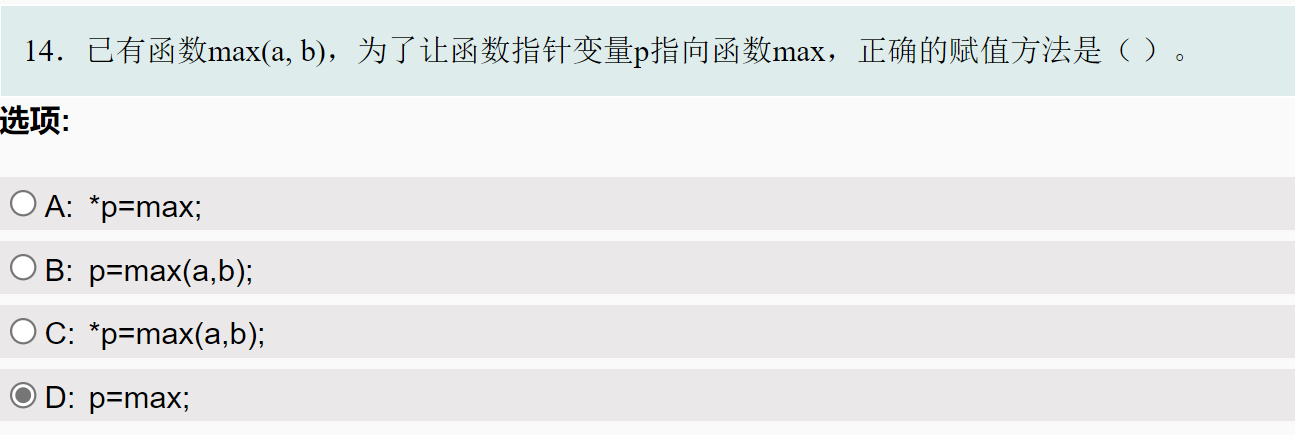 14．已有函数max(a, b)，为了让函数指针变量p指向函数max，正确的赋值方法是（ ）。
选项:
A: *p=max;
B: p=max(a,b);
C: *p=max(a,b);
D: p=max;